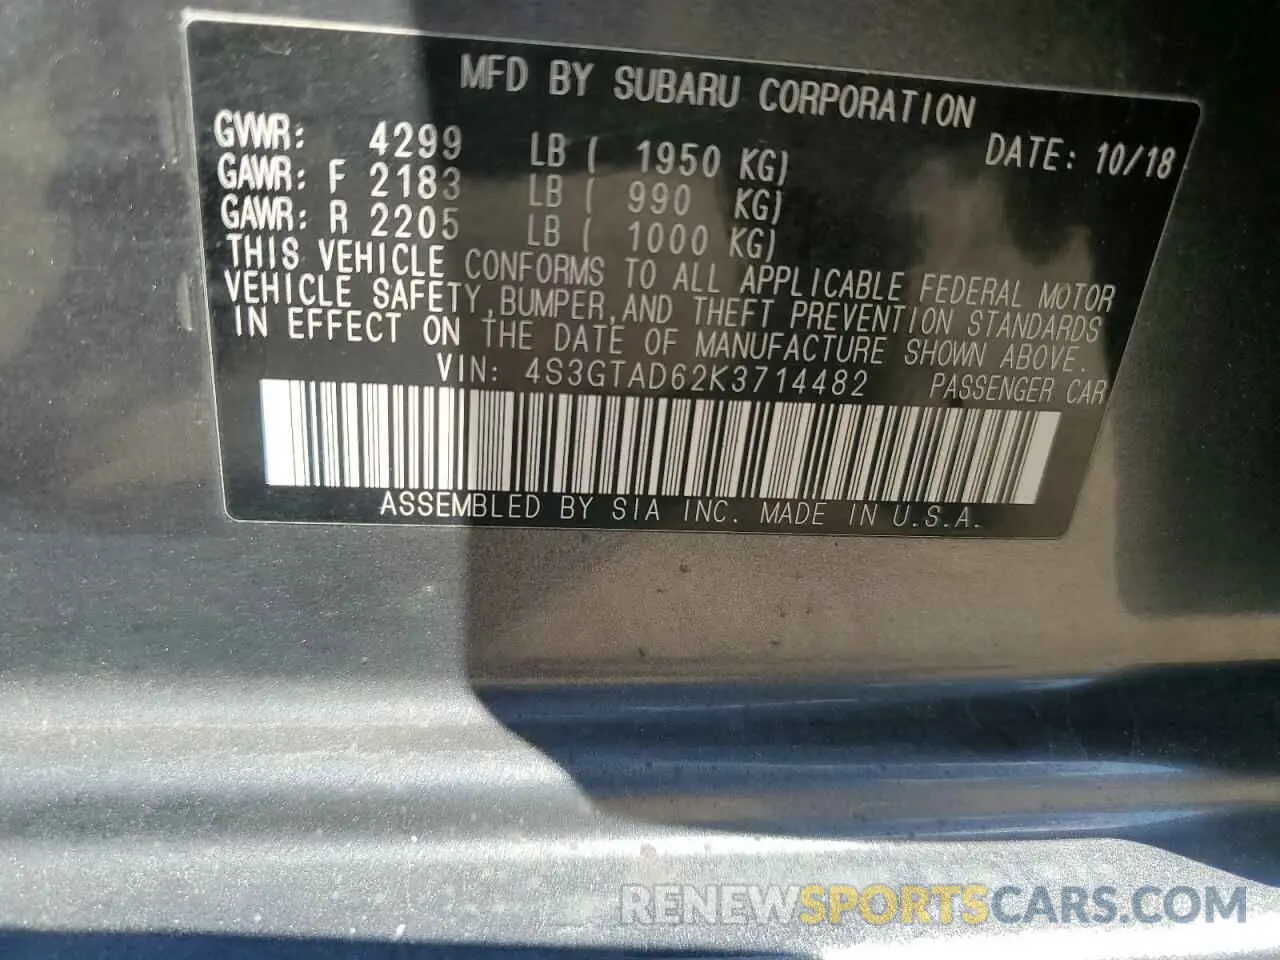 MFD BY SUBARU CORPORATION
GVWR: 4299 LB ( 1950 KG) DATE: 10/18
GAWR: F 2183 LB ( 990 KG)
GAWR: R 2205 LB ( 1000 KG)
THIS VEHICLE CONFORMS TO ALL APPLICABLE FEDERAL MOTOR
VEHICLE SAFETY,BUMPER,AND THEFT PREVENTION STANDARDS
IN EFFECT ON THE DATE OF MANUFACTURE SHOWN ABOVE.
VIN: 4S3GTAD62K3714482 PASSENGER CAR
ASSEMBLED BY SIA INC. MADE IN U.S.A.
RENEWSPORTSCARS.COM